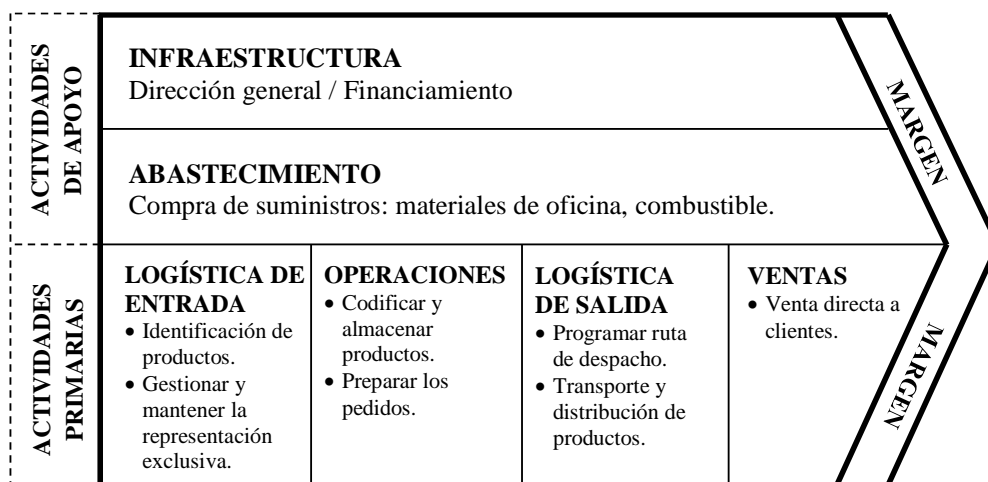 ACTIVIDADES
DE APOYO
INFRAESTRUCTURA
Dirección general / Financiamiento
ABASTECIMIENTO
Compra de suministros: materiales de oficina, combustible.
MARGEN
ACTIVIDADES
PRIMARIAS
LOGÍSTICA DE
ENTRADA
• Identificación de
productos.
• Gestionar y
mantener la
representación
exclusiva.
OPERACIONES
• Codificar y
almacenar
productos.
• Preparar los
pedidos.
LOGÍSTICA
DE SALIDA
• Programar ruta
de despacho.
• Transporte y
distribución de
productos.
VENTAS
• Venta directa a
clientes.
MARGEN